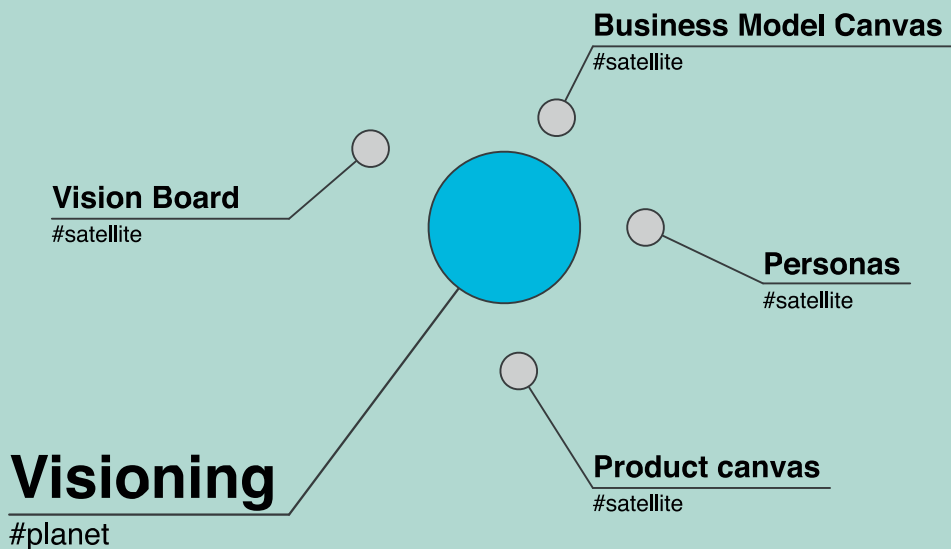 Business Model Canvas
#satellite
Vision Board
#satellite
Personas
#satellite
Product canvas
#satellite
Visioning
#planet